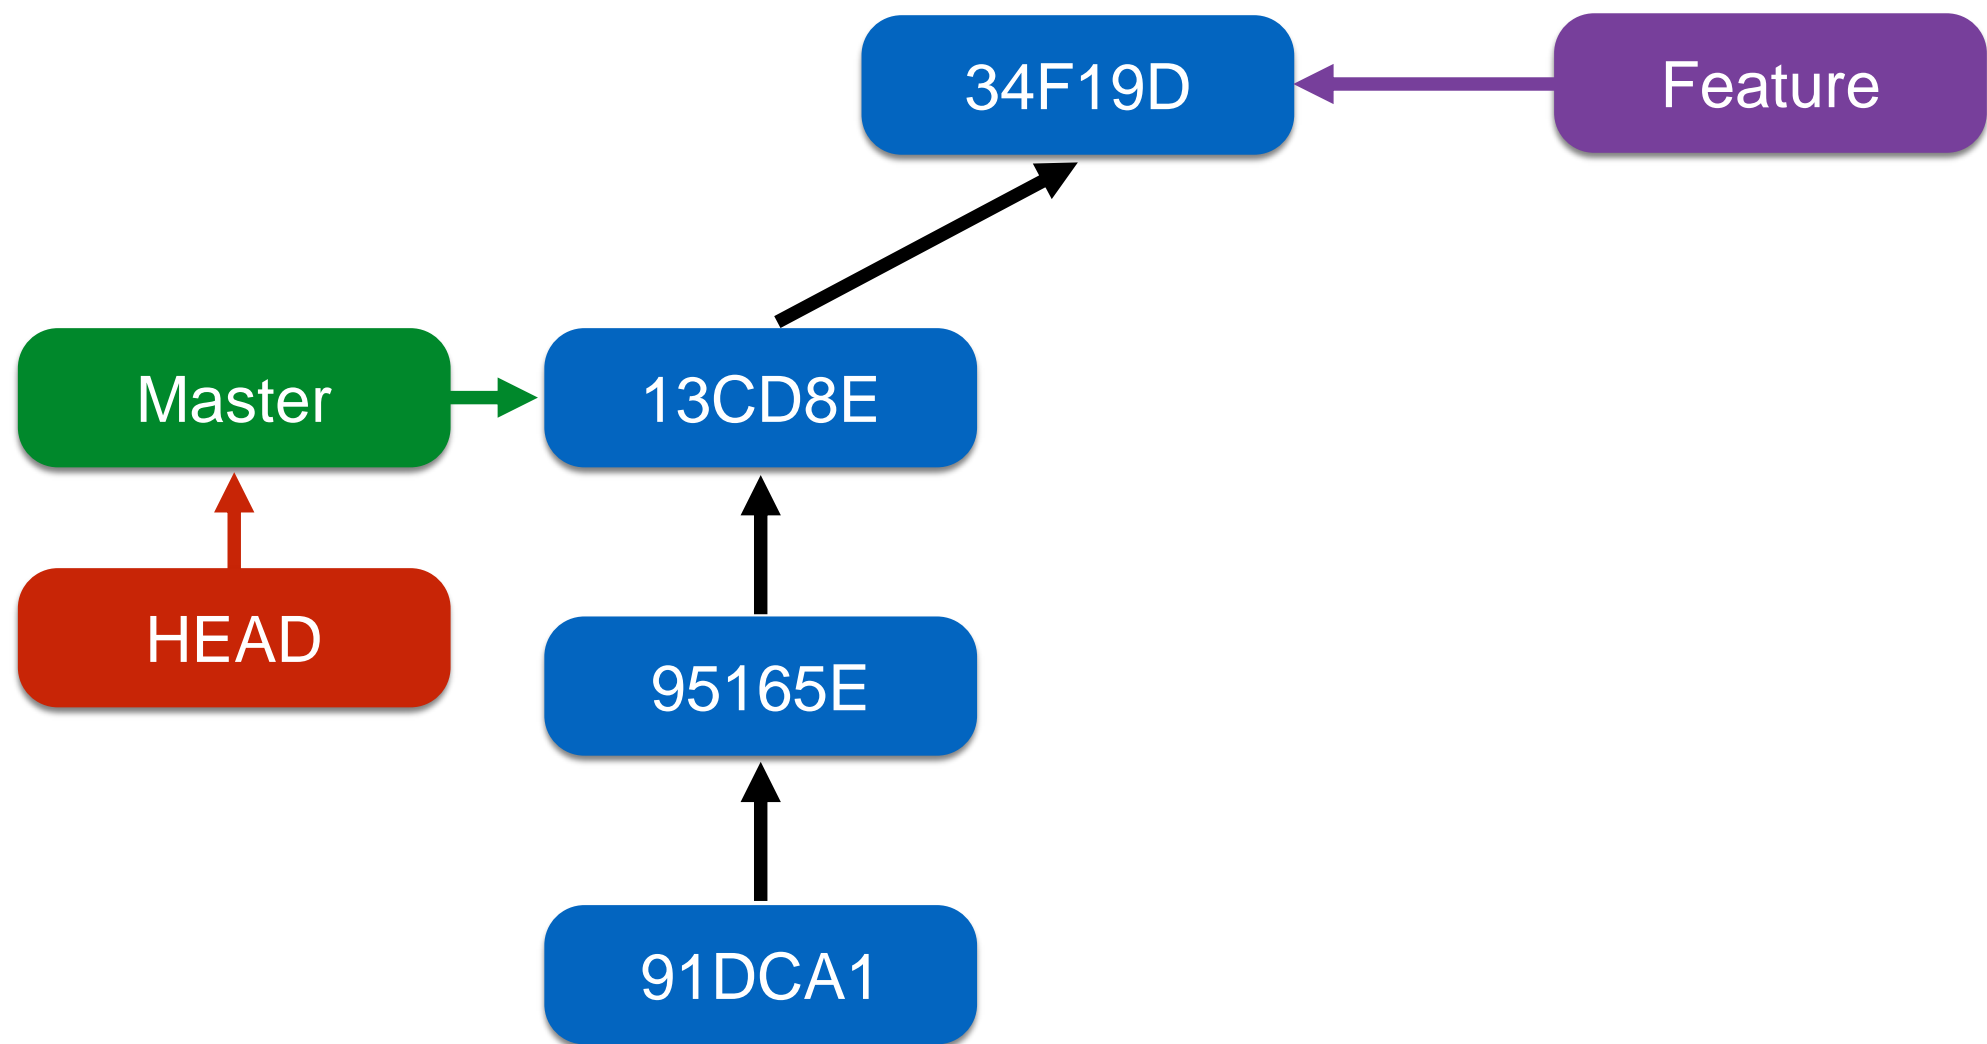 34F19D
Feature
Master
13CD8E
HEAD
95165E
91DCA1